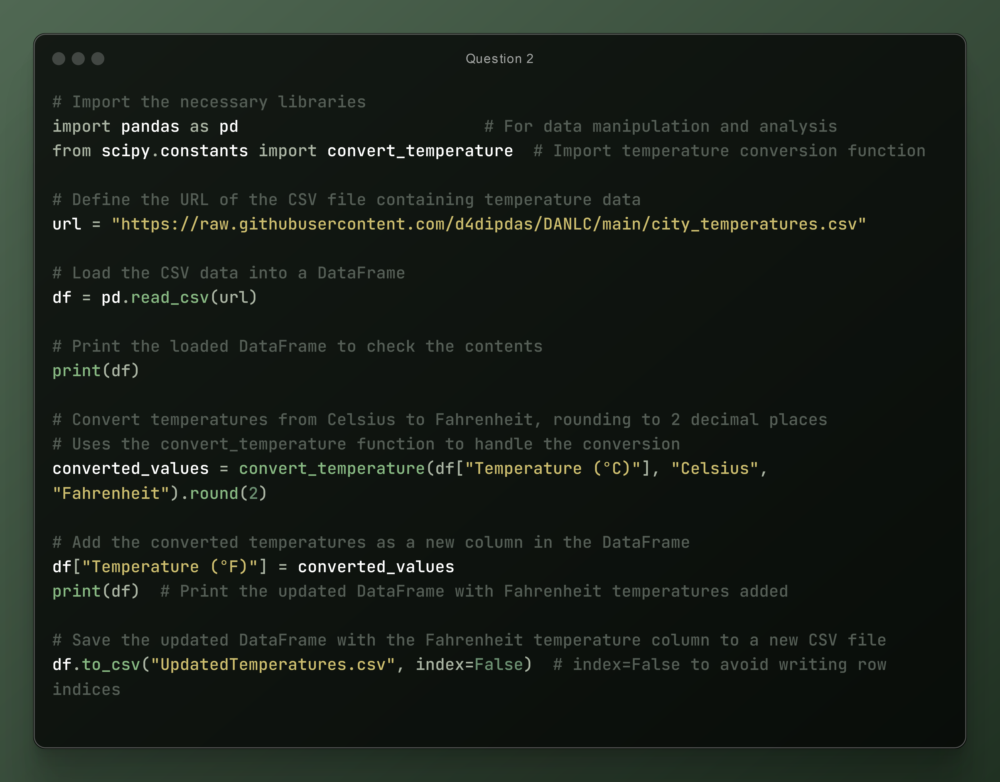 Question 2
# Import the necessary libraries
import pandas as pd                         # For data manipulation and analysis
from scipy.constants import convert_temperature  # Import temperature conversion function
# Define the URL of the CSV file containing temperature data
url = "https://raw.githubusercontent.com/d4dipdas/DANLC/main/city_temperatures.csv"
# Load the CSV data into a DataFrame
df = pd.read_csv(url)
# Print the loaded DataFrame to check the contents
print(df)
# Convert temperatures from Celsius to Fahrenheit, rounding to 2 decimal places
# Uses the convert_temperature function to handle the conversion
converted_values = convert_temperature(df["Temperature (°C)"], "Celsius",
"Fahrenheit").round(2)
# Add the converted temperatures as a new column in the DataFrame
df["Temperature (°F)"] = converted_values
print(df)  # Print the updated DataFrame with Fahrenheit temperatures added
# Save the updated DataFrame with the Fahrenheit temperature column to a new CSV file
df.to_csv("UpdatedTemperatures.csv", index=False)  # index=False to avoid writing row
indices